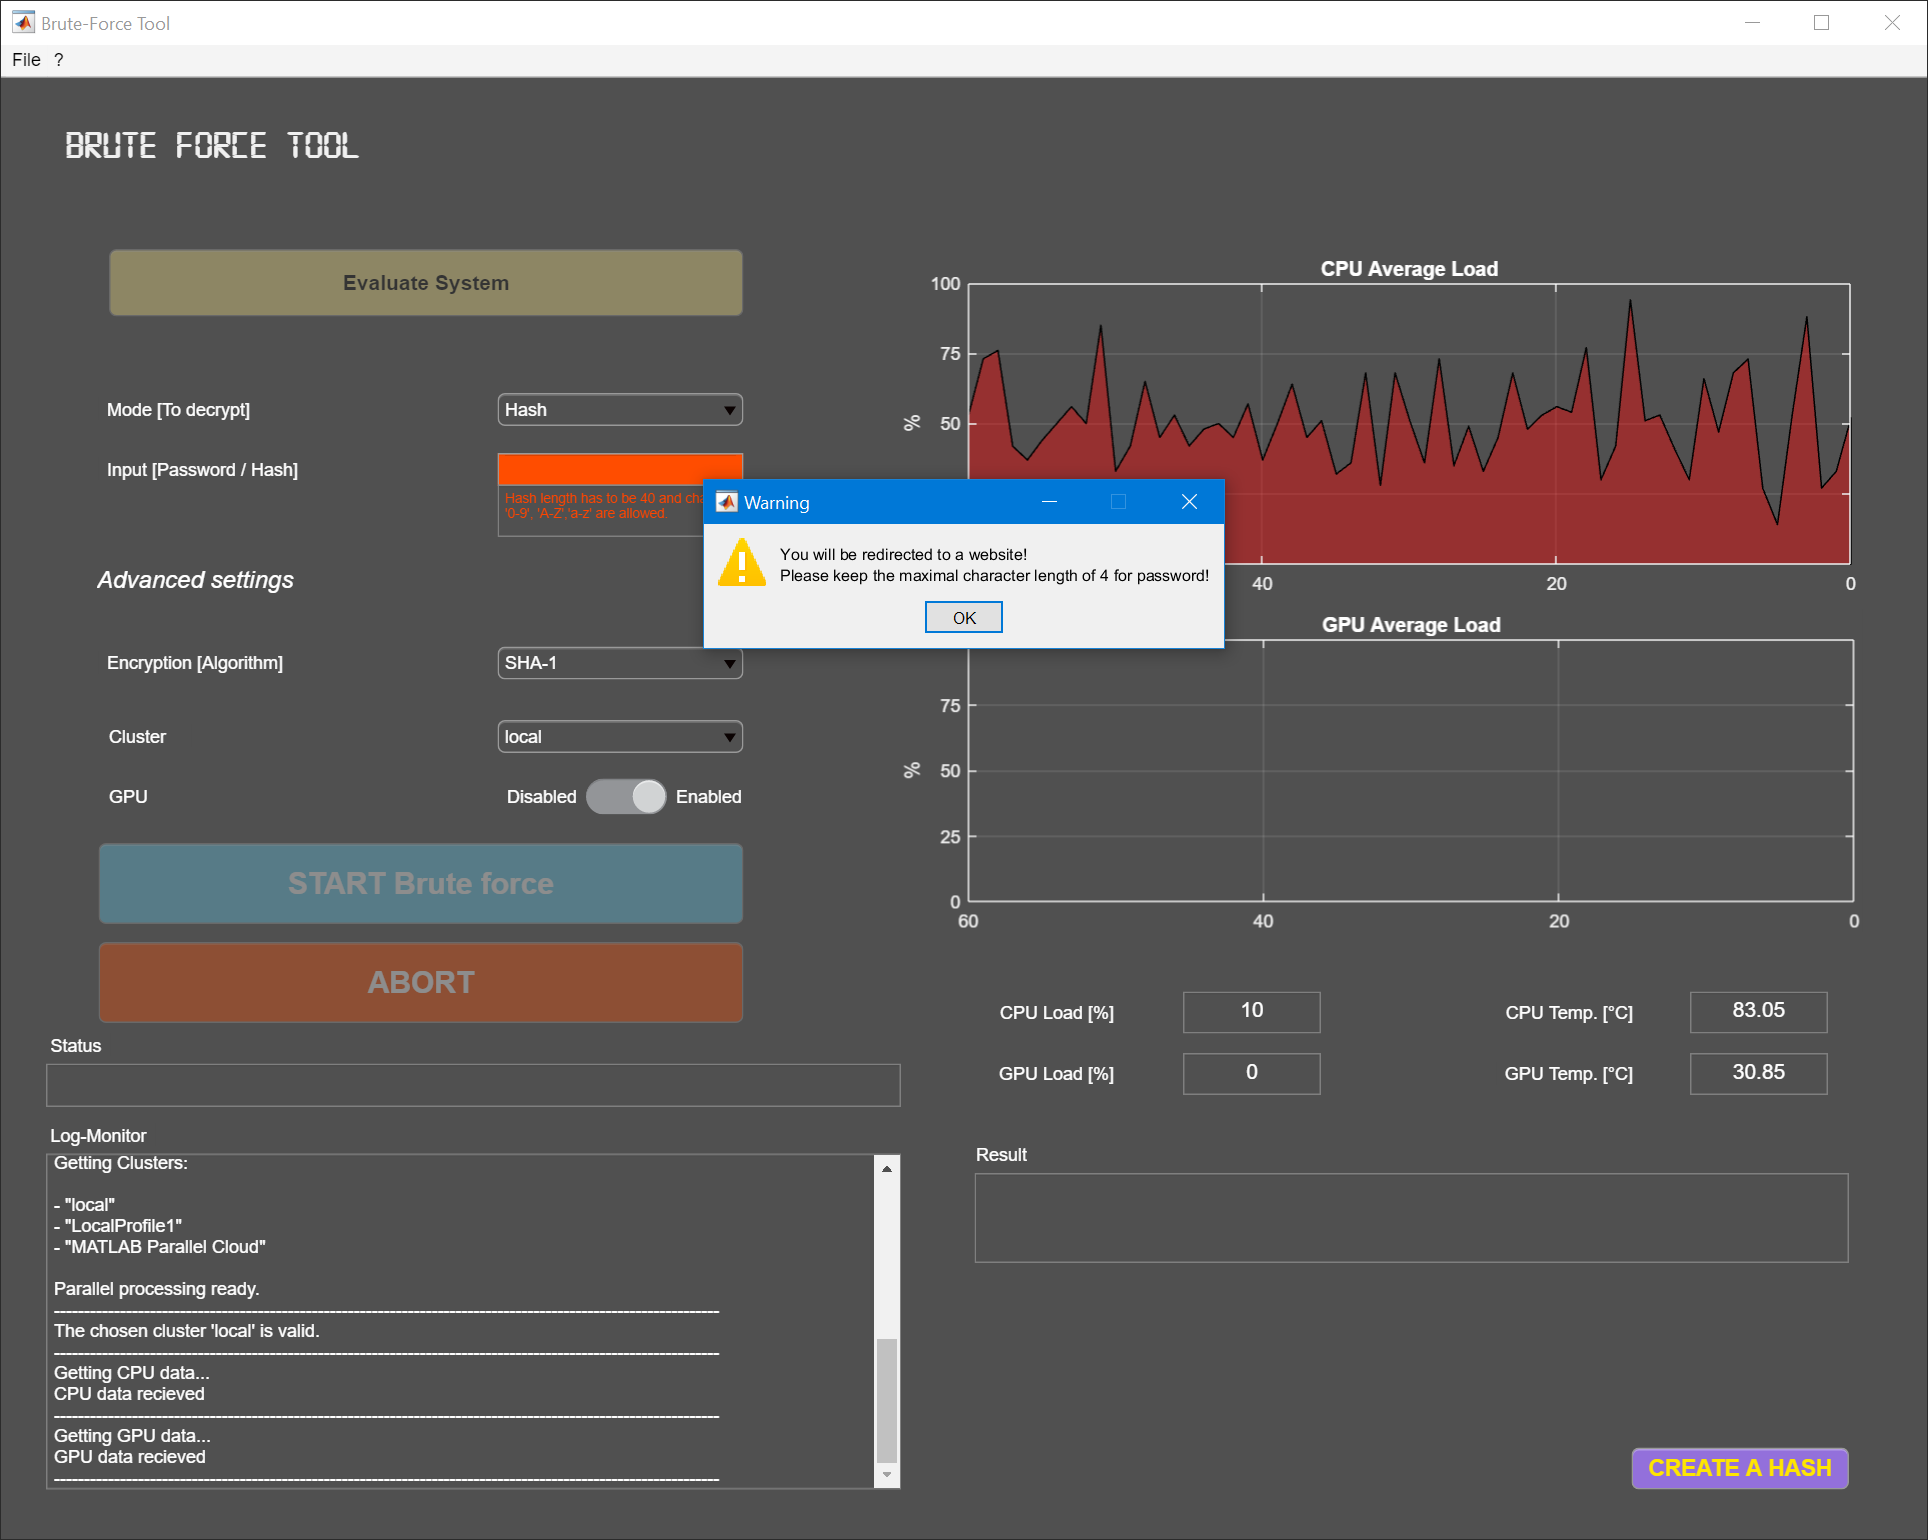 Brute-Force Tool
File ?
BRUTE FORCE TOOL
Evaluate System
Mode [To decrypt]
Hash
Input [Password / Hash]
Hash length has to be 40 and
'0-9', 'A-Z','a-z' are allowed.
Advanced settings
Encryption [Algorithm]
SHA-1
Cluster
local
GPU
Disabled
Enabled
START Brute force
ABORT
Status
Log-Monitor
Getting Clusters:
- "local"
- "LocalProfile1"
- "MATLAB Parallel Cloud"
Parallel processing ready.
The chosen cluster 'local' is valid.
Getting CPU data...
CPU data recieved
Getting GPU data...
GPU data recieved
CPU Average Load
100
75
50
%
40
20
0
Warning
You will be redirected to a website!
Please keep the maximal character length of 4 for password!
OK
GPU Average Load
75
50
25
0
%
60
40
20
0
CPU Load [%]
10
CPU Temp. [°C]
83.05
GPU Load [%]
0
GPU Temp. [°C]
30.85
Result
CREATE A HASH